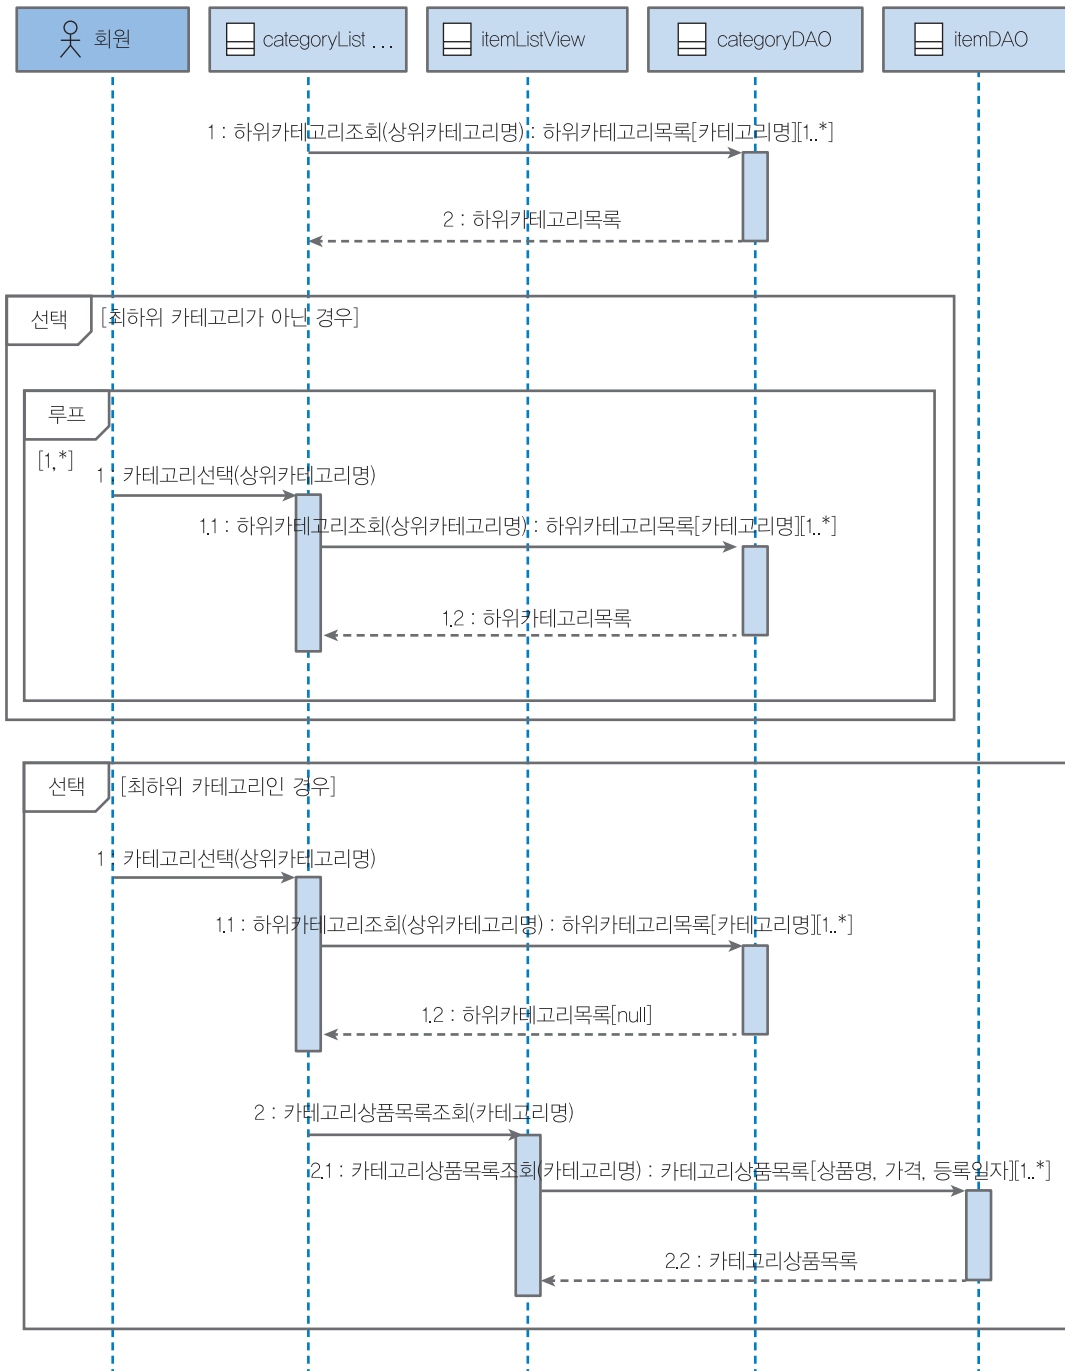 회원
categoryList ...
itemListView
categoryDAO
itemDAO
1 : 하위카테고리조회(상위카테고리명) : 하위카테고리목록[카테고리명][1..*]
2 : 하위카테고리목록
선택
[최하위 카테고리가 아닌 경우]
루프
[1,*]
1 : 카테고리선택(상위카테고리명)
1.1 : 하위카테고리조회(상위카테고리명) : 하위카테고리목록[카테고리명][1..*]
1.2 : 하위카테고리목록
선택
[최하위 카테고리인 경우]
1 : 카테고리선택(상위카테고리명)
1.1 : 하위카테고리조회(상위카테고리명) : 하위카테고리목록[카테고리명][1..*]
1.2 : 하위카테고리목록[null]
2 : 카테고리상품목록조회(카테고리명)
2.1 : 카테고리상품목록조회(카테고리명) : 카테고리상품목록[상품명, 가격, 등록일자][1..*]
2.2 : 카테고리상품목록